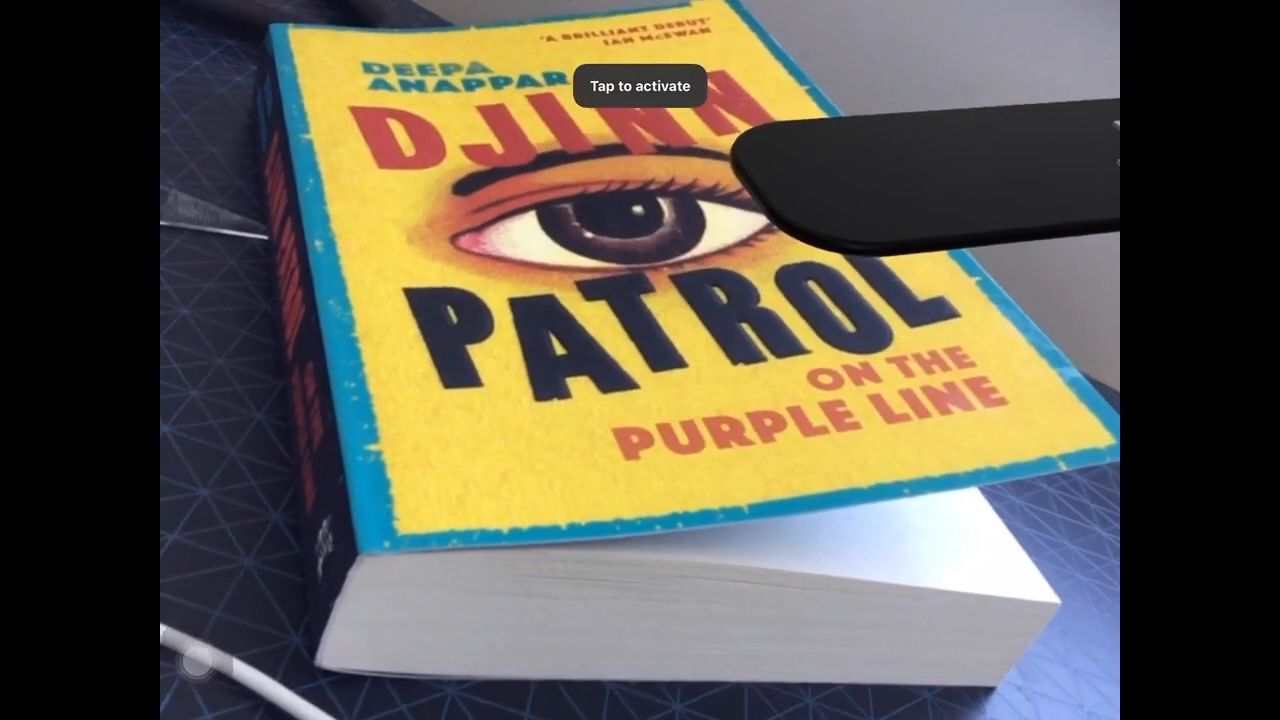 'A BRILLIANT DEBUT'
IAN McEWAN
DEEPA
ANAPPAR
Tap to activate
DJINN
PATROL
ON THE
PURPLE LINE